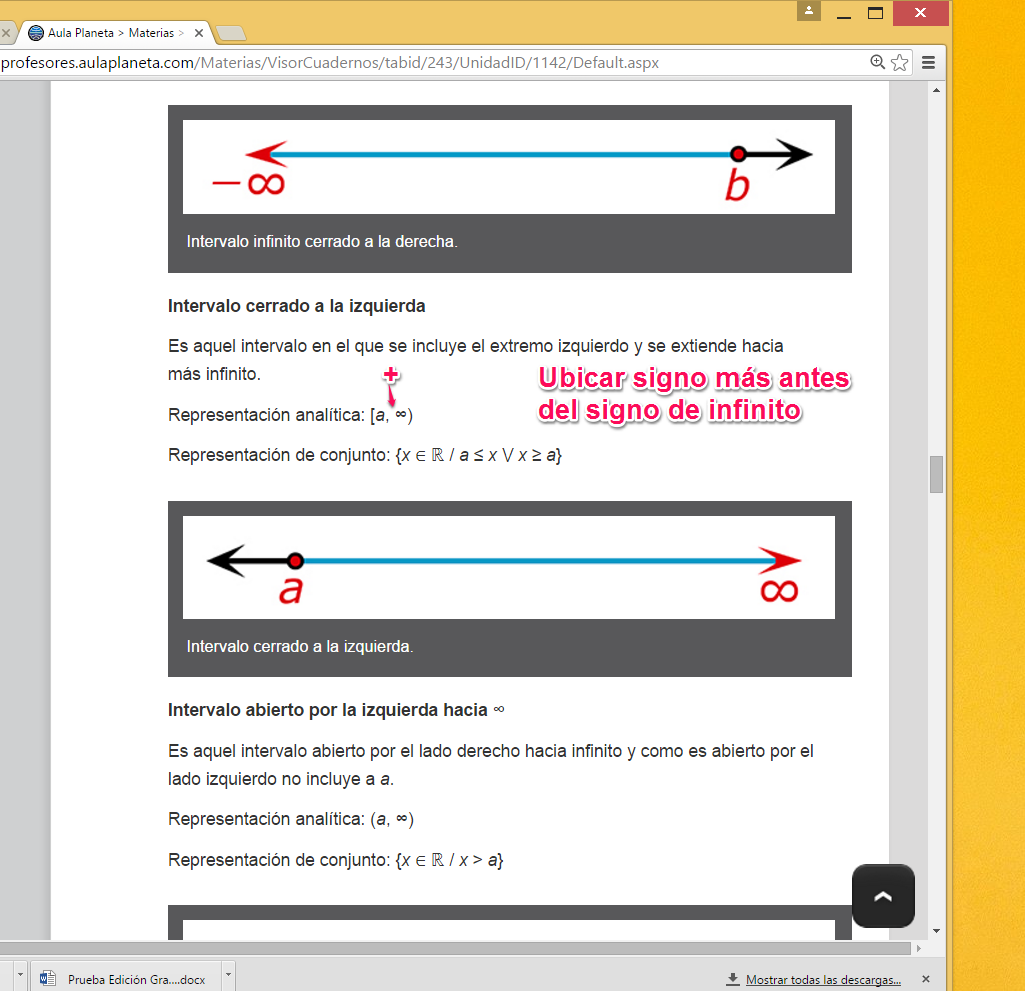 Aula Planeta > Materias >
profesores.aulaplaneta.com/Materias/VisorCuadernos/tabid/243/UnidadID/1142/Default.aspx
− ∞
b
Intervalo infinito cerrado a la derecha.
Intervalo cerrado a la izquierda
Es aquel intervalo en el que se incluye el extremo izquierdo y se extiende hacia
más infinito.
+
Ubicar signo más antes
del signo de infinito
Representación analítica: [a, ∞)
Representación de conjunto: {x ∈ ℝ / a ≤ x ⋁ x ≥ a}
a
∞
Intervalo cerrado a la izquierda.
Intervalo abierto por la izquierda hacia ∞
Es aquel intervalo abierto por el lado derecho hacia infinito y como es abierto por el
lado izquierdo no incluye a a.
Representación analítica: (a, ∞)
Representación de conjunto: {x ∈ ℝ / x > a}
Prueba Edición Gra....docx
Mostrar todas las descargas...